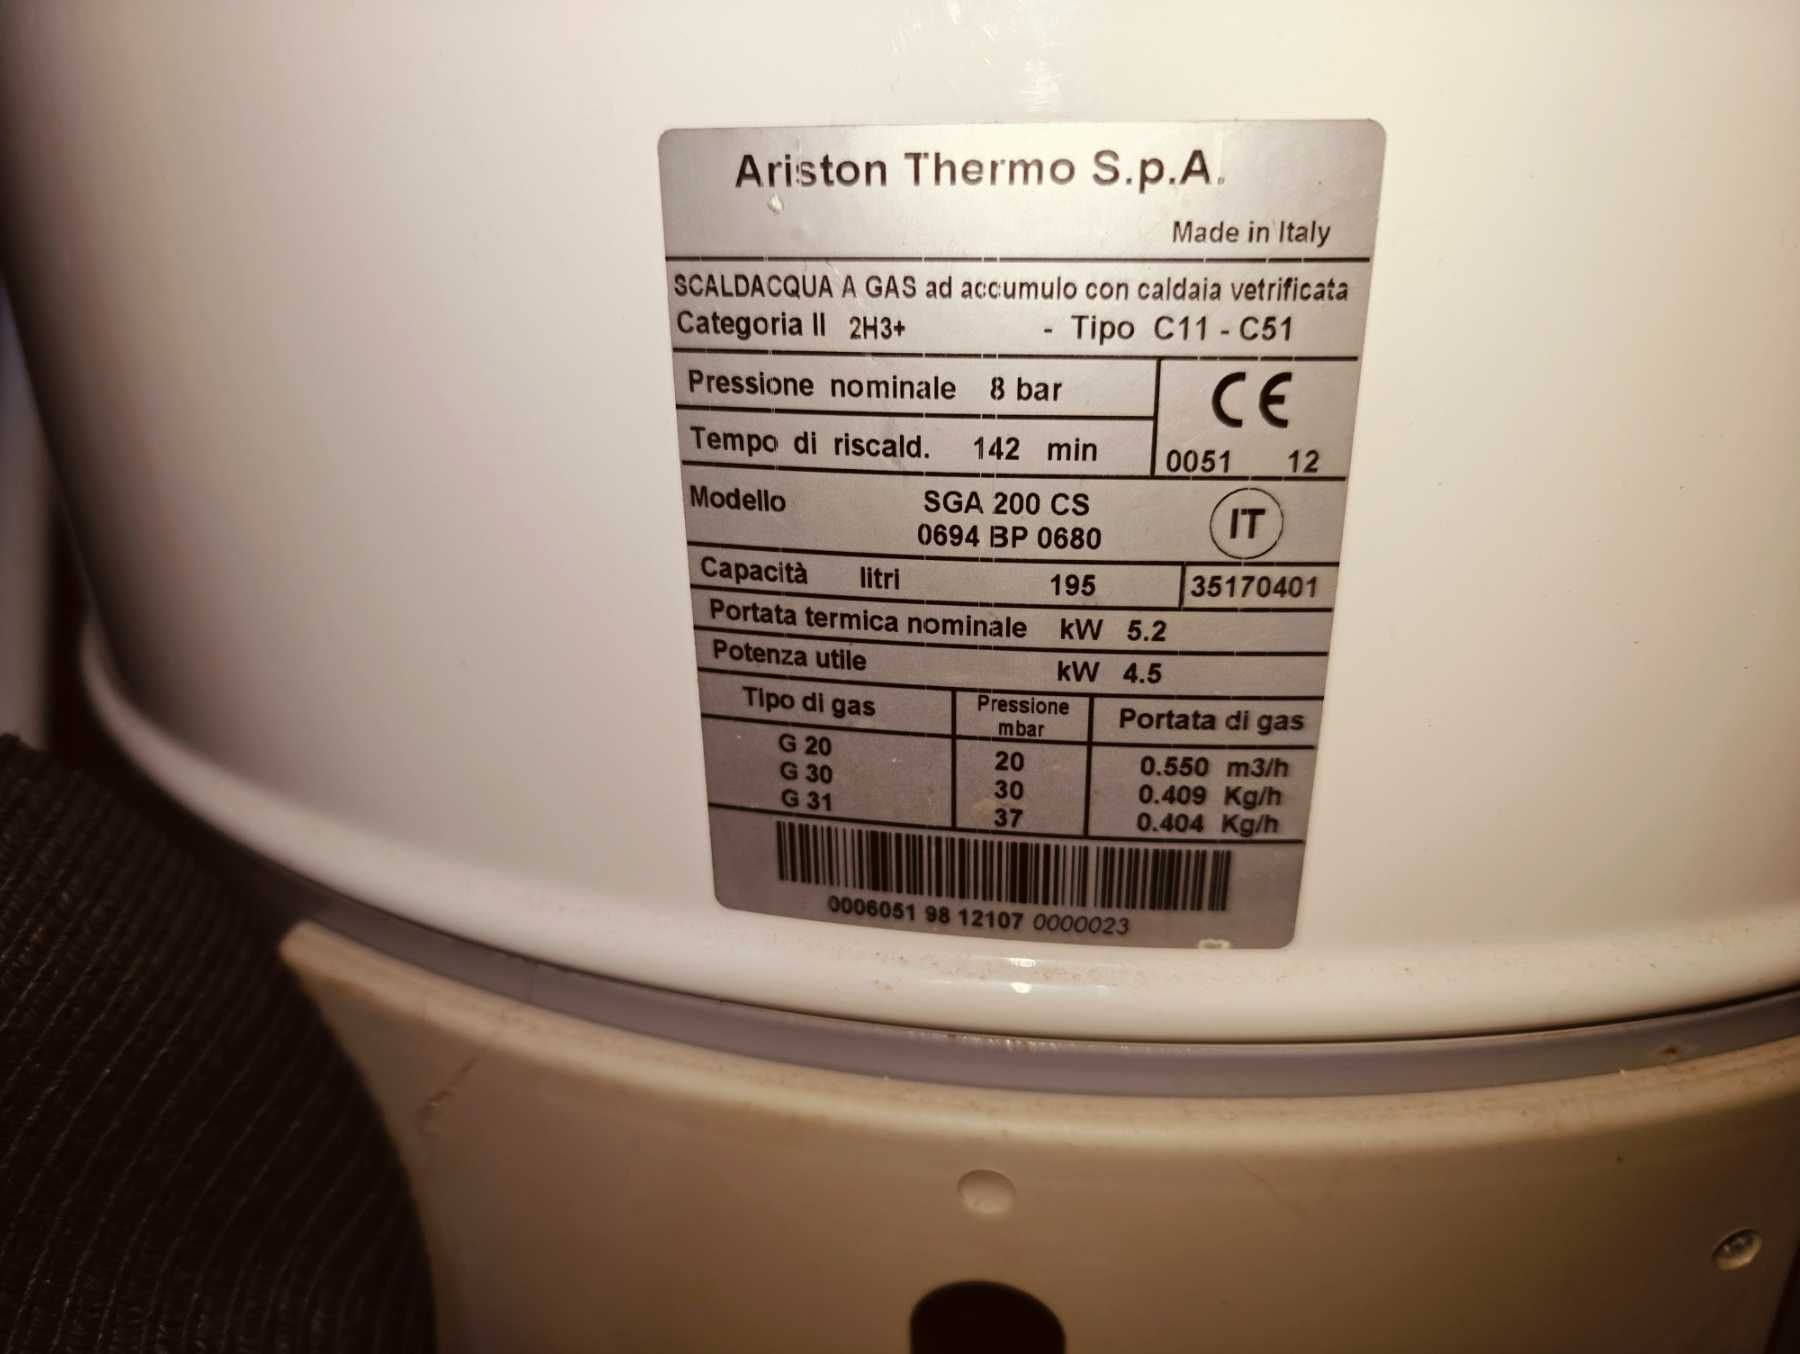 Ariston Thermo S.p.A.
Made in Italy
SCALDACQUA A GAS ad accumulo con caldaia vetrificata
Categoria II 2H3+ - Tipo C11 - C51
Pressione nominale 8 bar
CE
Tempo di riscald. 142 min
0051 12
Modello SGA 200 CS
0694 BP 0680
IT
Capacità litri 195 35170401
Portata termica nominale kW 5.2
Potenza utile kW 4.5
Tipo di gas Pressione mbar Portata di gas
G 20 20 0.550 m3/h
G 30 30 0.409 Kg/h
G 31 37 0.404 Kg/h
0006051 98 12107 0000023